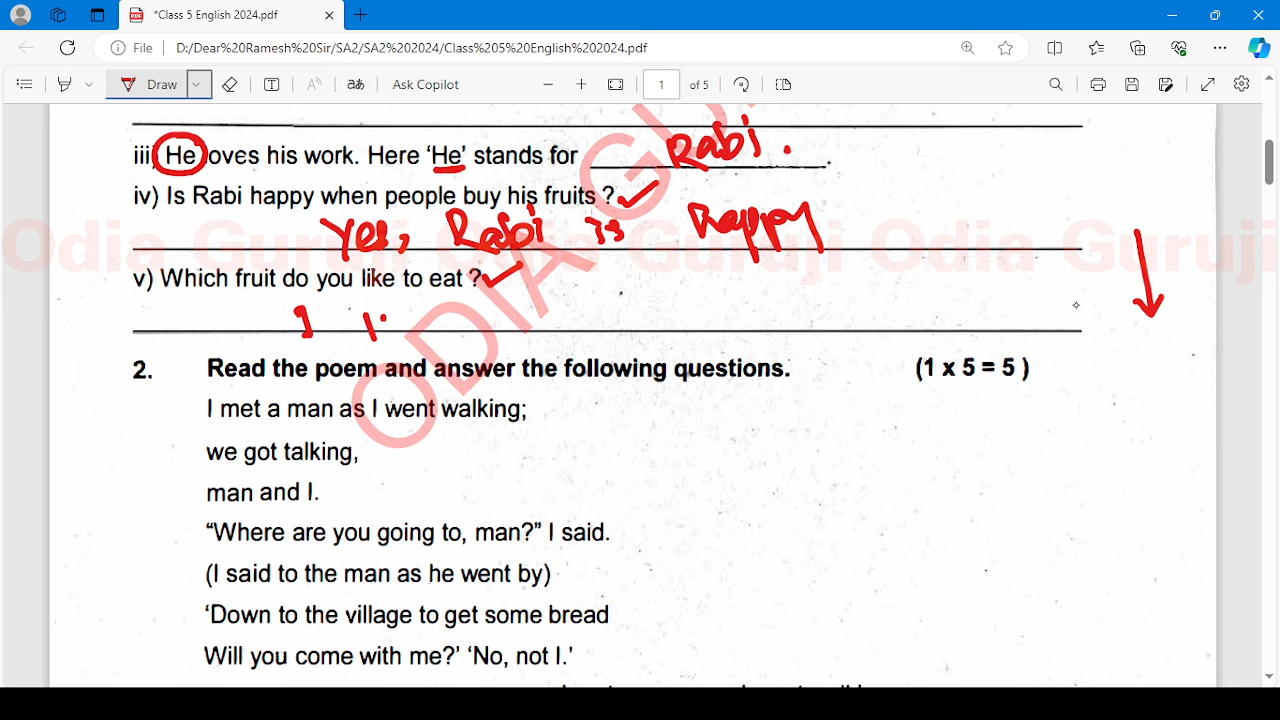 *Class 5 English 2024.pdf
File D:/Dear%20Ramesh%20Sir/SA2/SA2%202024/Class%205%20English%202024.pdf
Draw Ask Copilot 1 of 5
iii) He loves his work. Here ‘He’ stands for Rabi.
iv) Is Rabi happy when people buy his fruits ?
Yes, Rabi is happy
Odia Guruji Odia Guruji Odia Guruji Odia Guruji
v) Which fruit do you like to eat ?
I
2. Read the poem and answer the following questions. (1 x 5 = 5 )
I met a man as I went walking;
we got talking,
man and I.
“Where are you going to, man?” I said.
(I said to the man as he went by)
‘Down to the village to get some bread
Will you come with me?’ ‘No, not I.’
ODIA GU